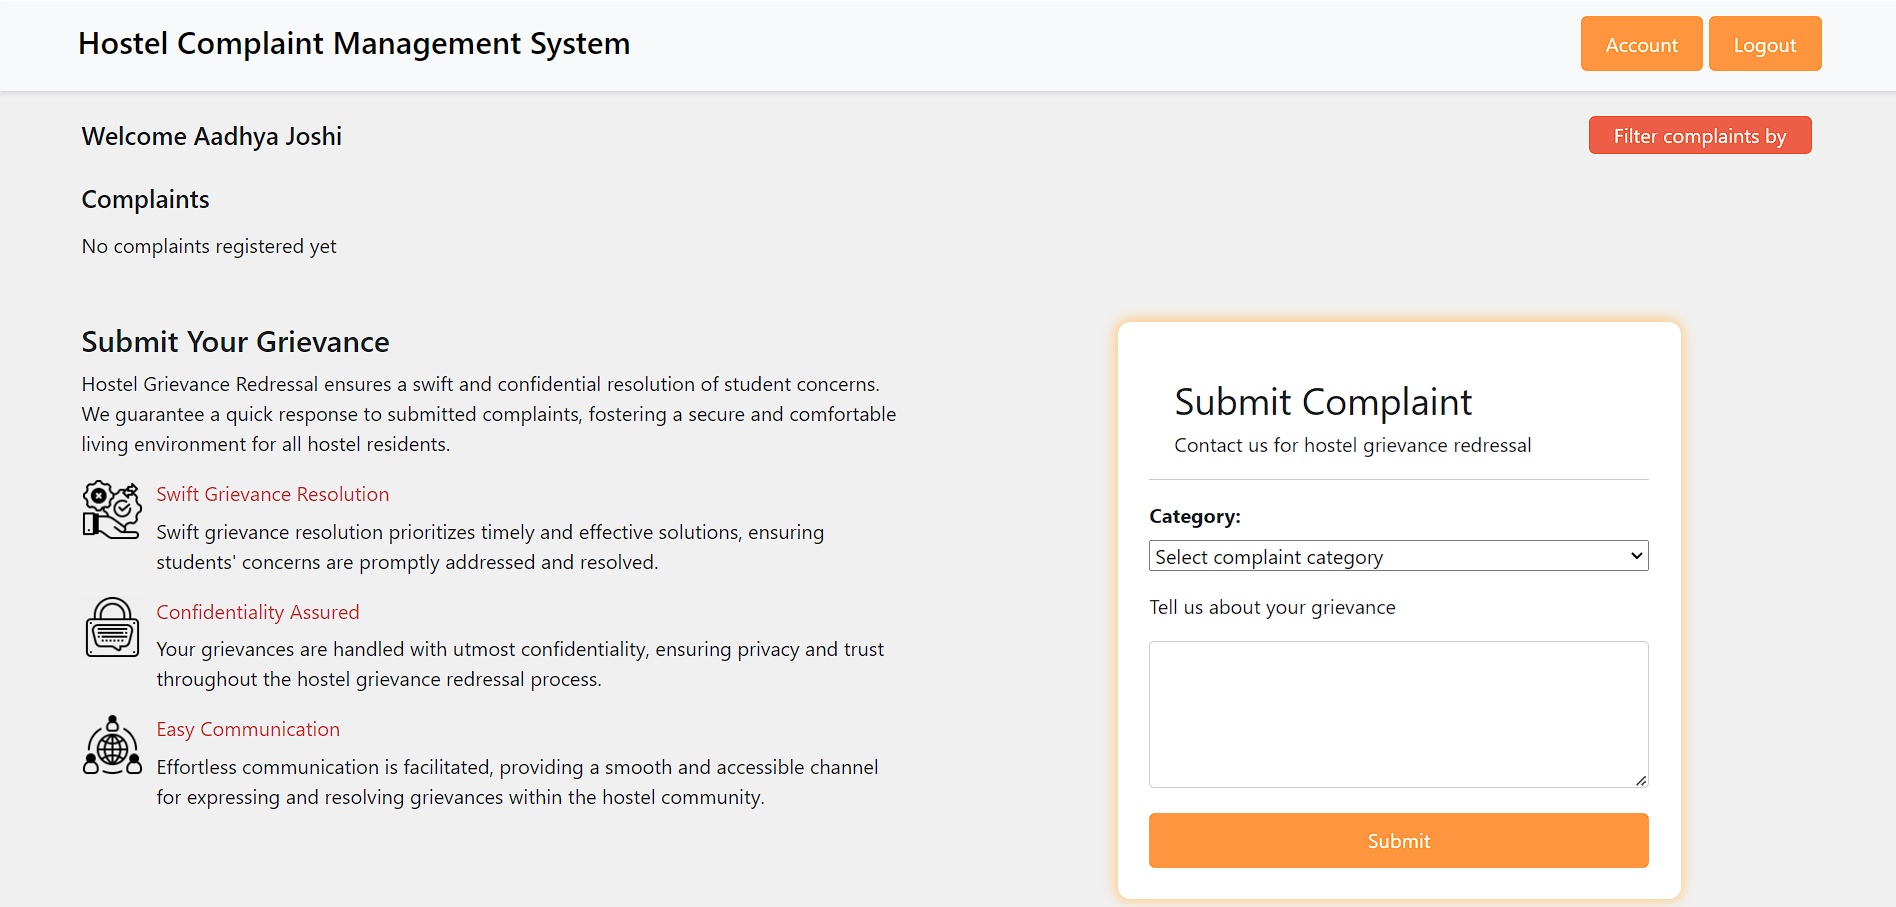 Hostel Complaint Management System
Account
Logout
Welcome Aadhya Joshi
Filter complaints by
Complaints
No complaints registered yet
Submit Your Grievance
Hostel Grievance Redressal ensures a swift and confidential resolution of student concerns.
We guarantee a quick response to submitted complaints, fostering a secure and comfortable
living environment for all hostel residents.
Swift Grievance Resolution
Swift grievance resolution prioritizes timely and effective solutions, ensuring
students' concerns are promptly addressed and resolved.
Confidentiality Assured
Your grievances are handled with utmost confidentiality, ensuring privacy and trust
throughout the hostel grievance redressal process.
Easy Communication
Effortless communication is facilitated, providing a smooth and accessible channel
for expressing and resolving grievances within the hostel community.
Submit Complaint
Contact us for hostel grievance redressal
Category:
Select complaint category
Tell us about your grievance
Submit